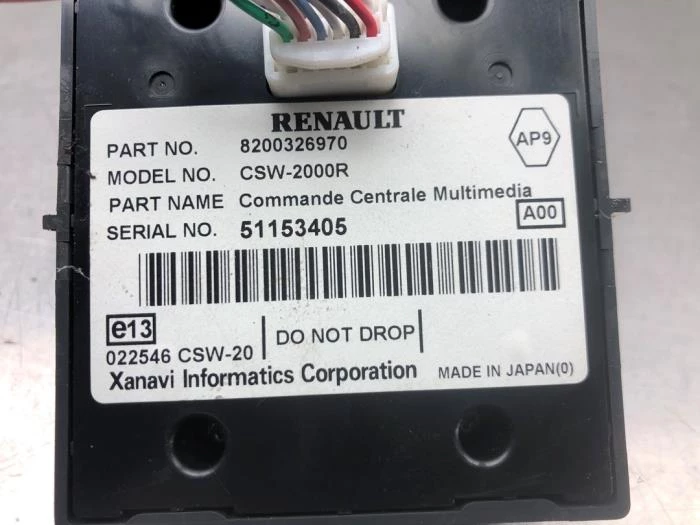 RENAULT
PART NO. 8200326970
AP9
MODEL NO. CSW-2000R
PART NAME Commande Centrale Multimedia
SERIAL NO. 51153405
A00
e13
DO NOT DROP
022546 CSW-20
Xanavi Informatics Corporation MADE IN JAPAN(0)